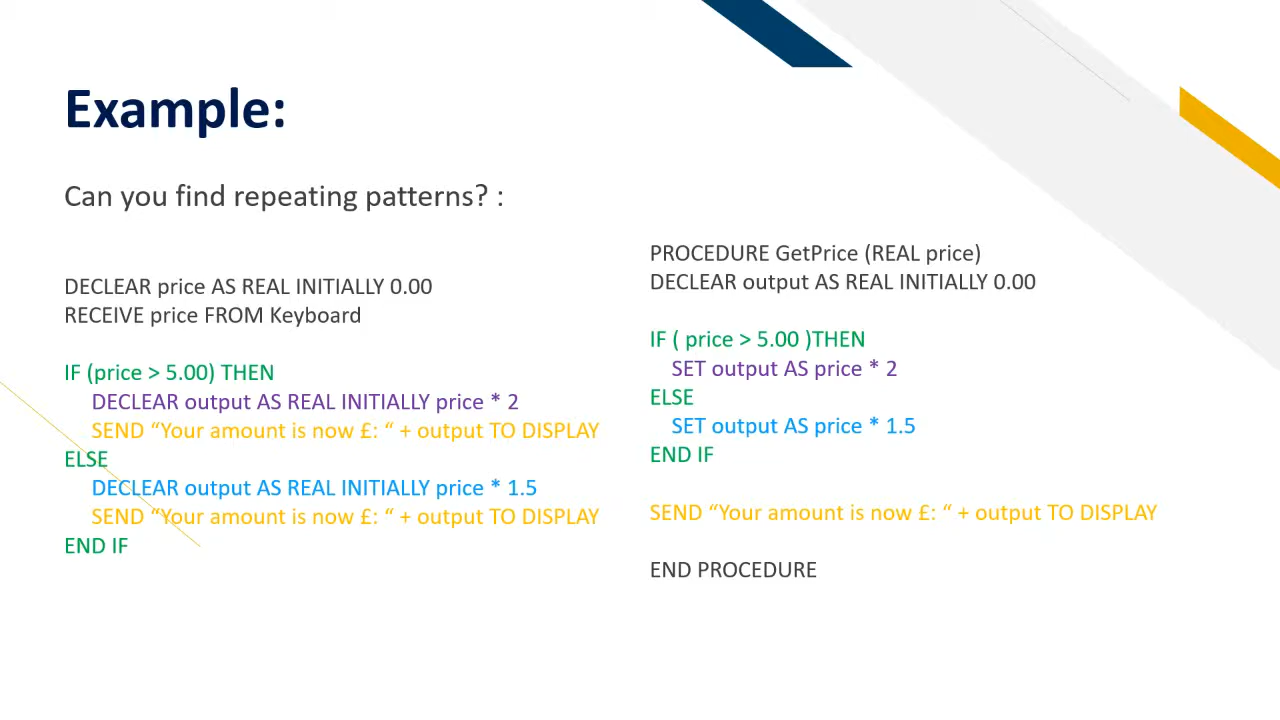 Example:
Can you find repeating patterns? :
DECLEAR price AS REAL INITIALLY 0.00
RECEIVE price FROM Keyboard
IF (price > 5.00) THEN
DECLEAR output AS REAL INITIALLY price * 2
SEND “Your amount is now £: “ + output TO DISPLAY
ELSE
DECLEAR output AS REAL INITIALLY price * 1.5
SEND “Your amount is now £: “ + output TO DISPLAY
END IF
PROCEDURE GetPrice (REAL price)
DECLEAR output AS REAL INITIALLY 0.00
IF ( price > 5.00 )THEN
SET output AS price * 2
ELSE
SET output AS price * 1.5
END IF
SEND “Your amount is now £: “ + output TO DISPLAY
END PROCEDURE